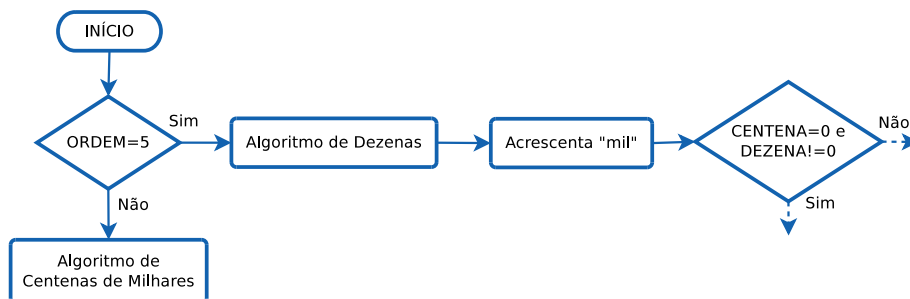 INÍCIO
ORDEM=5
Sim
Algoritmo de Dezenas
Acrescenta "mil"
CENTENA=0 e
DEZENA!=0
Não
Sim
Não
Algoritmo de
Centenas de Milhares